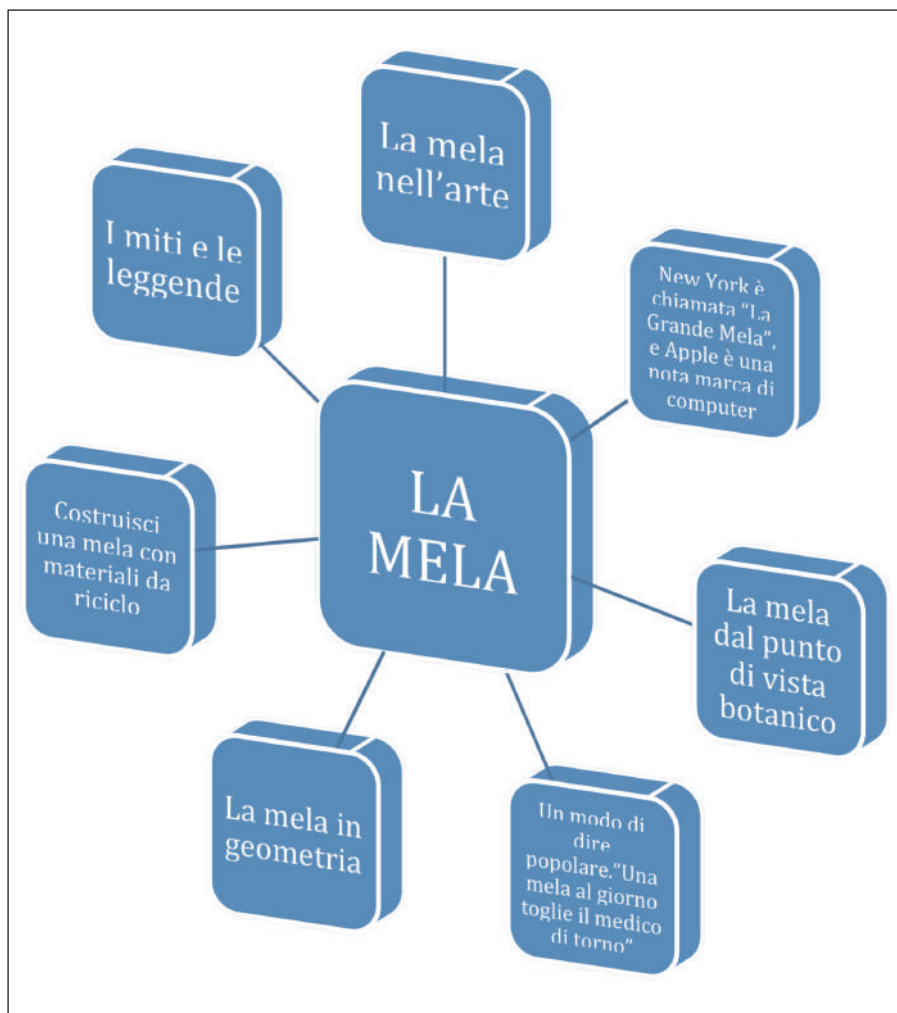 La mela
nell’arte
I miti e le
leggende
New York è
chiamata “La
Grande Mela”,
e Apple è una
nota marca di
computer
LA
MELA
Costruisci
una mela con
materiali da
riciclo
La mela
dal punto
di vista
botanico
La mela in
geometria
Un modo di
dire
popolare.”Una
mela al giorno
toglie il medico
di torno”